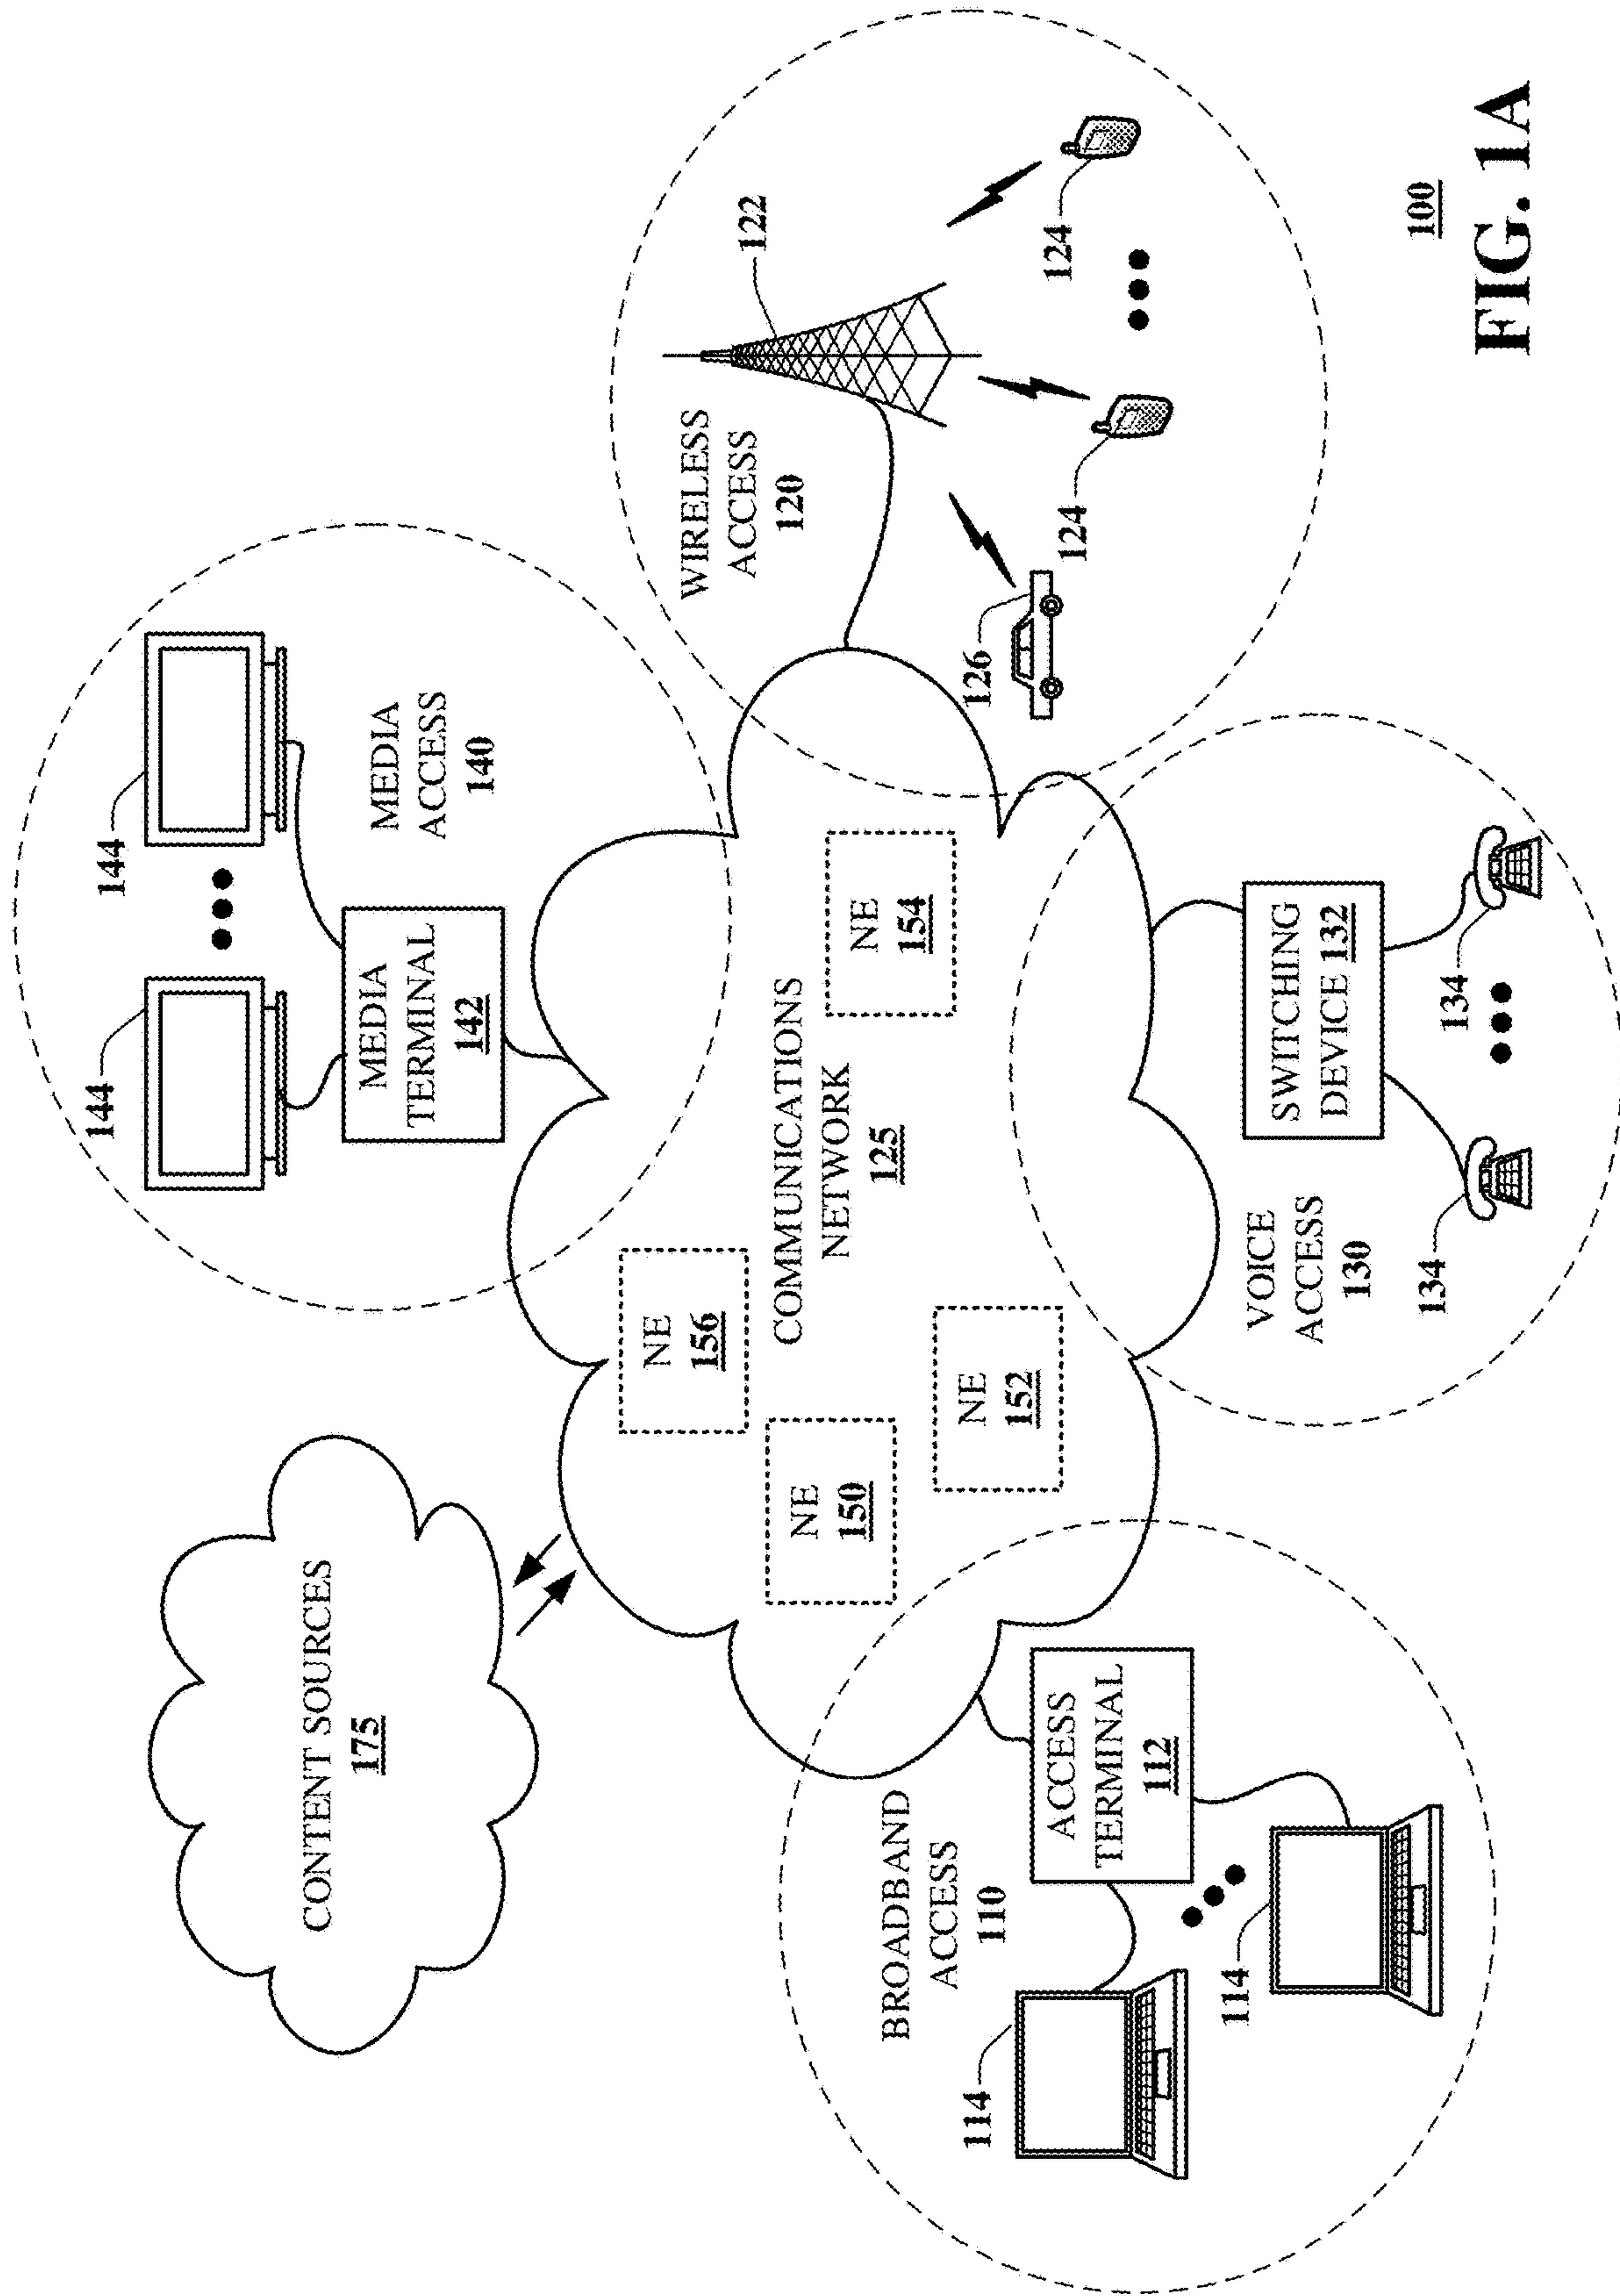 CONTENT SOURCES
175
144
144
MEDIA
TERMINAL
142
MEDIA
ACCESS
140
BROADBAND
ACCESS
110
114
114
ACCESS
TERMINAL
112
NE
150
NE
156
NE
152
COMMUNICATIONS
NETWORK
125
NE
154
WIRELESS
ACCESS
120
122
126
124
124
VOICE
ACCESS
130
SWITCHING
DEVICE 132
134
134
100
FIG. 1A